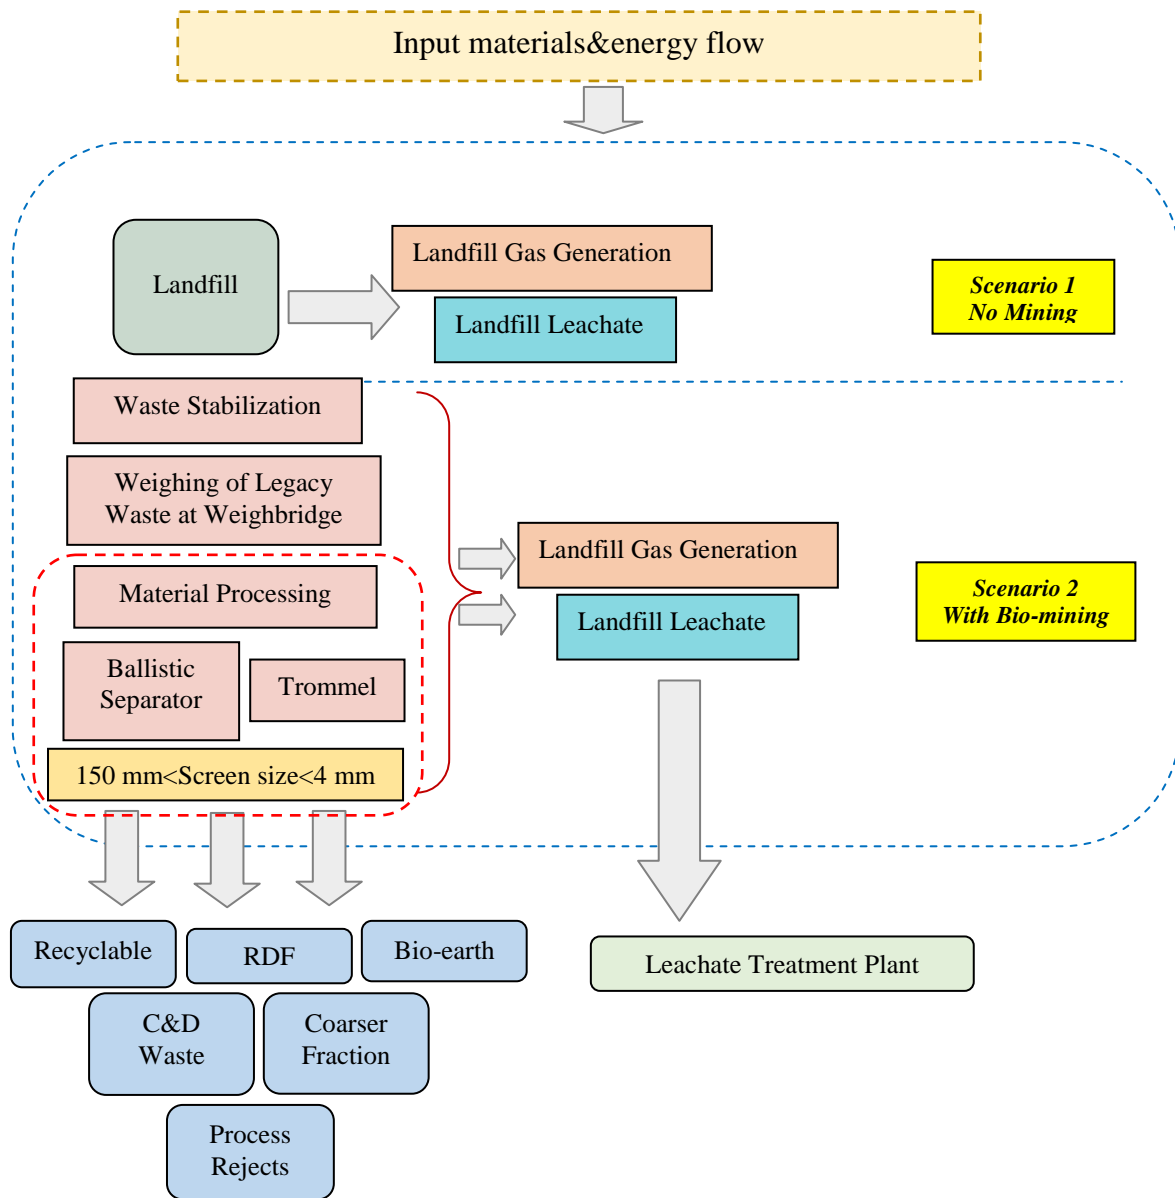 Input materials&energy flow
Landfill
Landfill Gas Generation
Landfill Leachate
Scenario 1
No Mining
Waste Stabilization
Weighing of Legacy
Waste at Weighbridge
Material Processing
Ballistic
Separator
Trommel
150 mm<Screen size<4 mm
Landfill Gas Generation
Landfill Leachate
Scenario 2
With Bio-mining
Recyclable
RDF
Bio-earth
C&D
Waste
Coarser
Fraction
Process
Rejects
Leachate Treatment Plant